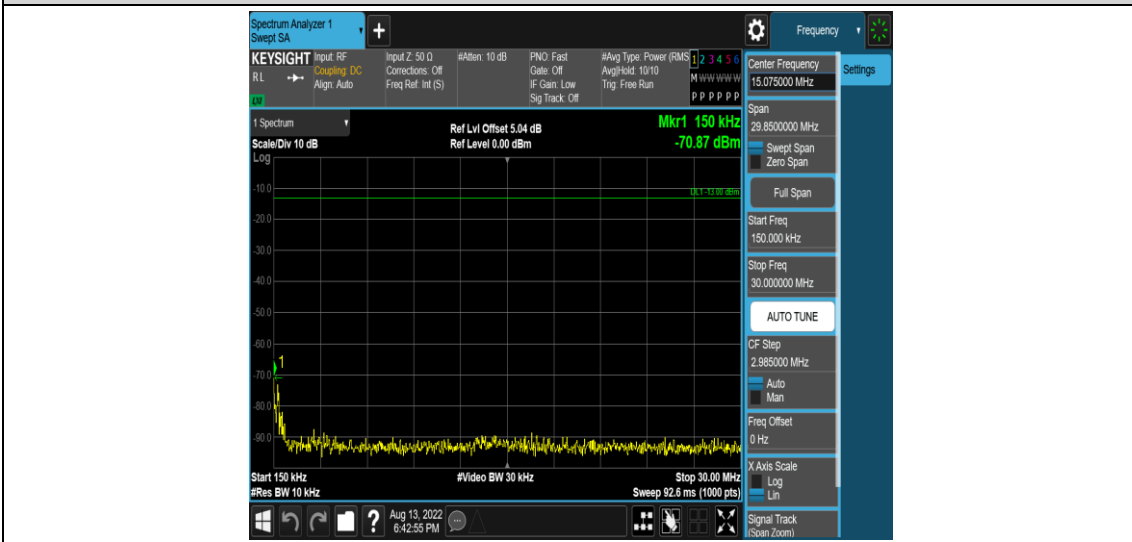 Spectrum Analyzer 1
Swept SA
+
Frequency
KEYSIGHT
RL
LXI
Input: RF
Coupling: DC
Align: Auto
Input Z: 50 Ω
Corrections: Off
Freq Ref: Int (S)
#Atten: 10 dB
PNO: Fast
Gate: Off
IF Gain: Low
Sig Track: Off
#Avg Type: Power (RMS
Avg|Hold: 10/10
Trig: Free Run
1 2 3 4 5 6
M W W W W W
P P P P P P
1 Spectrum
Scale/Div 10 dB
Log
Ref Lvl Offset 5.04 dB
Ref Level 0.00 dBm
Mkr1 150 kHz
-70.87 dBm
DL1 -13.00 dBm
-10.0
-20.0
-30.0
-40.0
-50.0
-60.0
-70.0
-80.0
-90.0
1
Start 150 kHz
#Res BW 10 kHz
#Video BW 30 kHz
Stop 30.00 MHz
Sweep 92.6 ms (1000 pts)
Center Frequency
15.075000 MHz
Settings
Span
29.8500000 MHz
Swept Span
Zero Span
Full Span
Start Freq
150.000 kHz
Stop Freq
30.000000 MHz
AUTO TUNE
CF Step
2.985000 MHz
Auto
Man
Freq Offset
0 Hz
X Axis Scale
Log
Lin
Signal Track
(Span Zoom)
?
Aug 13, 2022
6:42:55 PM